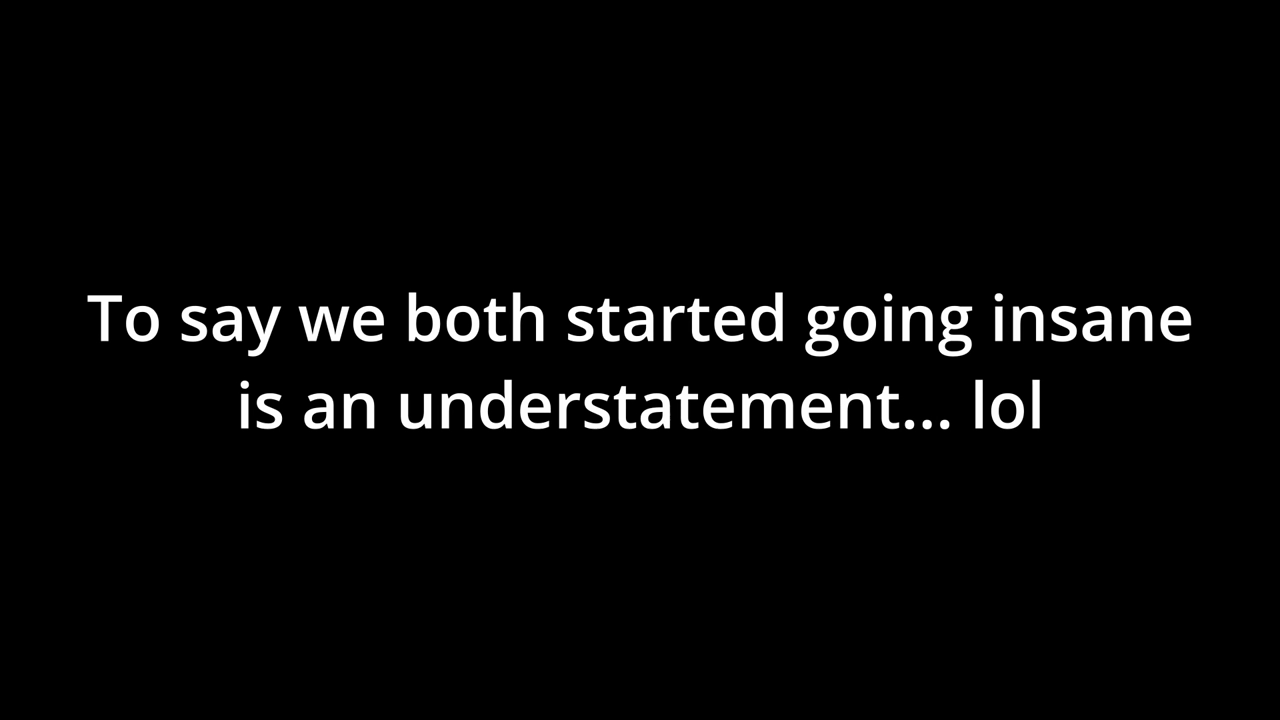 To say we both started going insane
is an understatement... lol